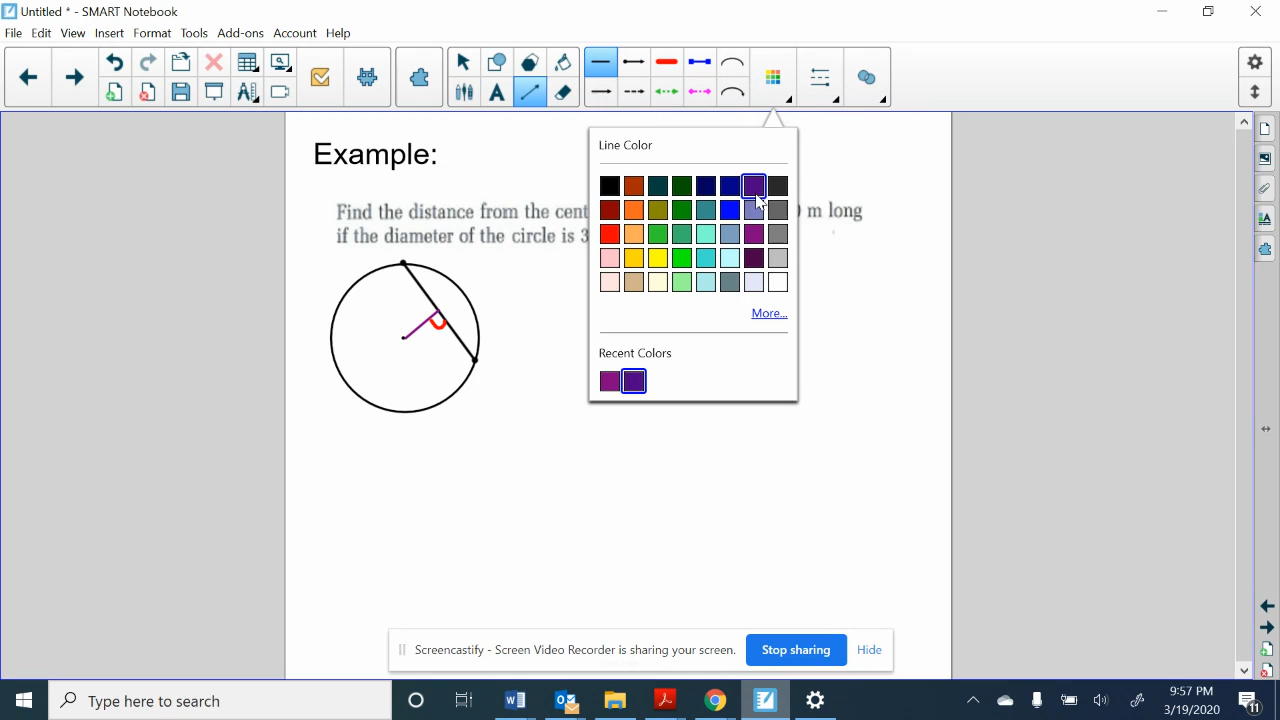 Untitled * - SMART Notebook
File Edit View Insert Format Tools Add-ons Account Help
A
Example:
Line Color
Find the distance from the m long
if the diameter of the circle is
More...
Recent Colors
Screencastify - Screen Video Recorder is sharing your screen. Stop sharing Hide
Type here to search
9:57 PM
3/19/2020
11